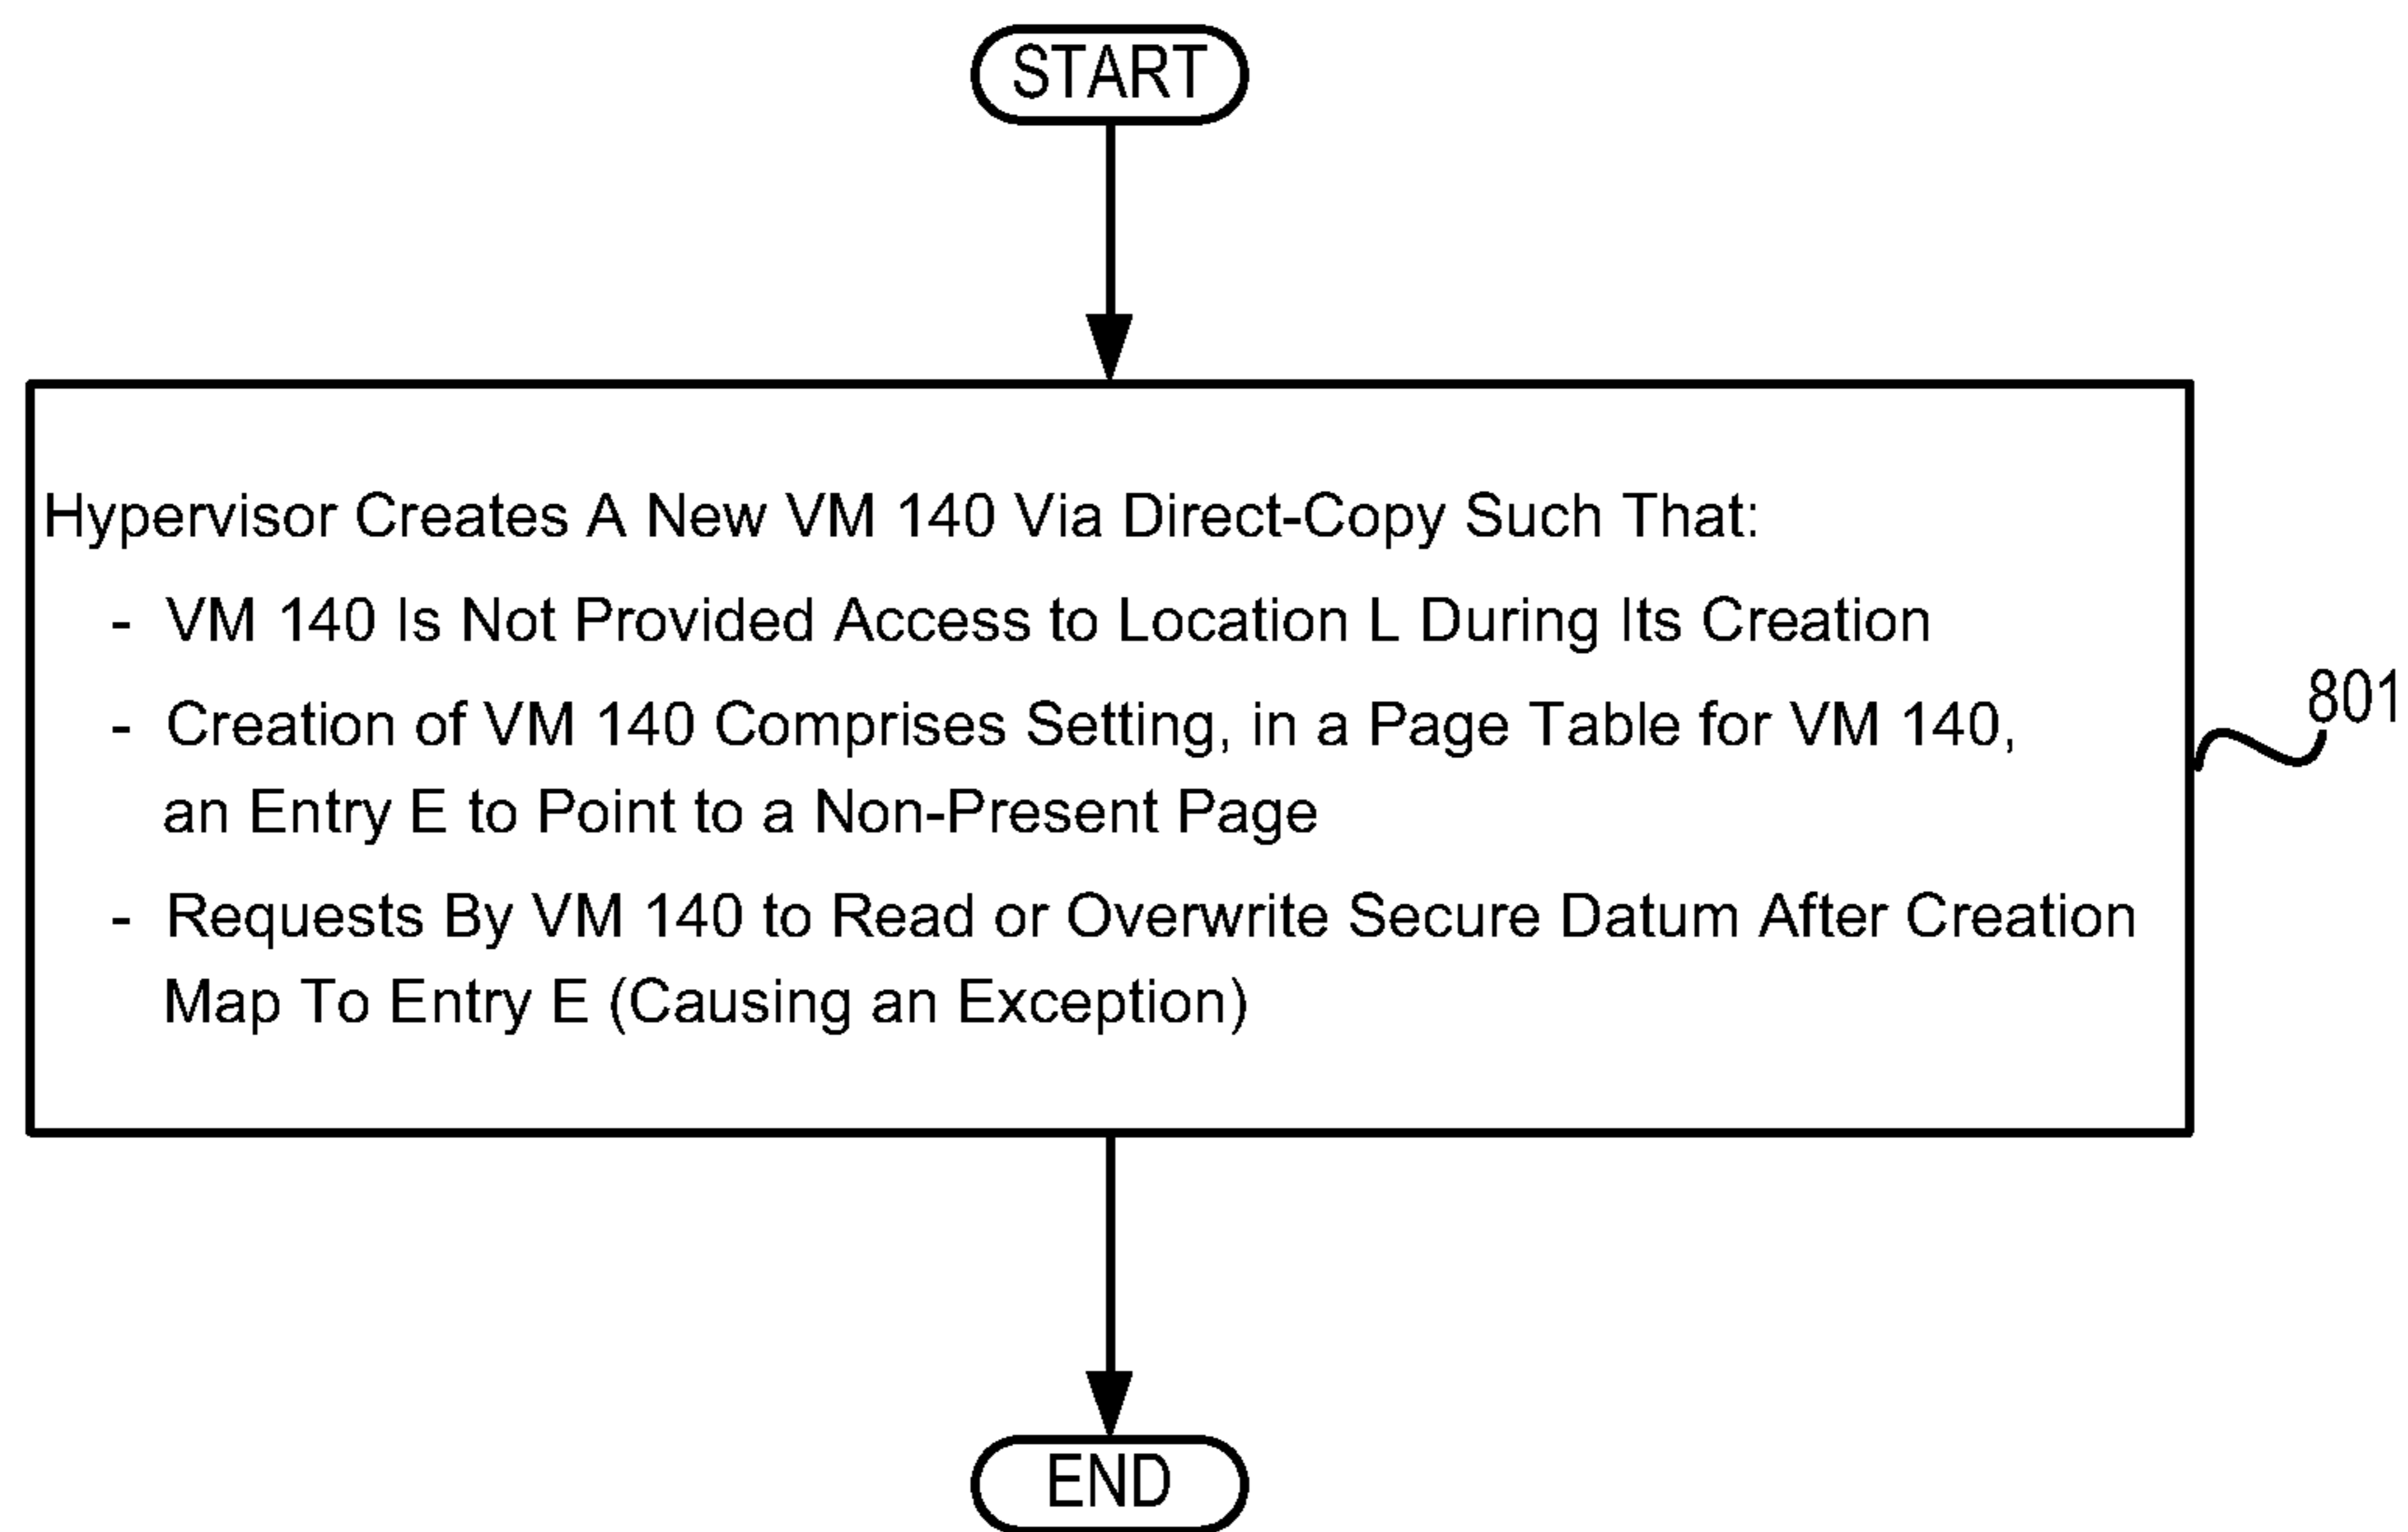 START
Hypervisor Creates A New VM 140 Via Direct-Copy Such That:
- VM 140 Is Not Provided Access to Location L During Its Creation
- Creation of VM 140 Comprises Setting, in a Page Table for VM 140,
an Entry E to Point to a Non-Present Page
- Requests By VM 140 to Read or Overwrite Secure Datum After Creation
Map To Entry E (Causing an Exception)
801
END